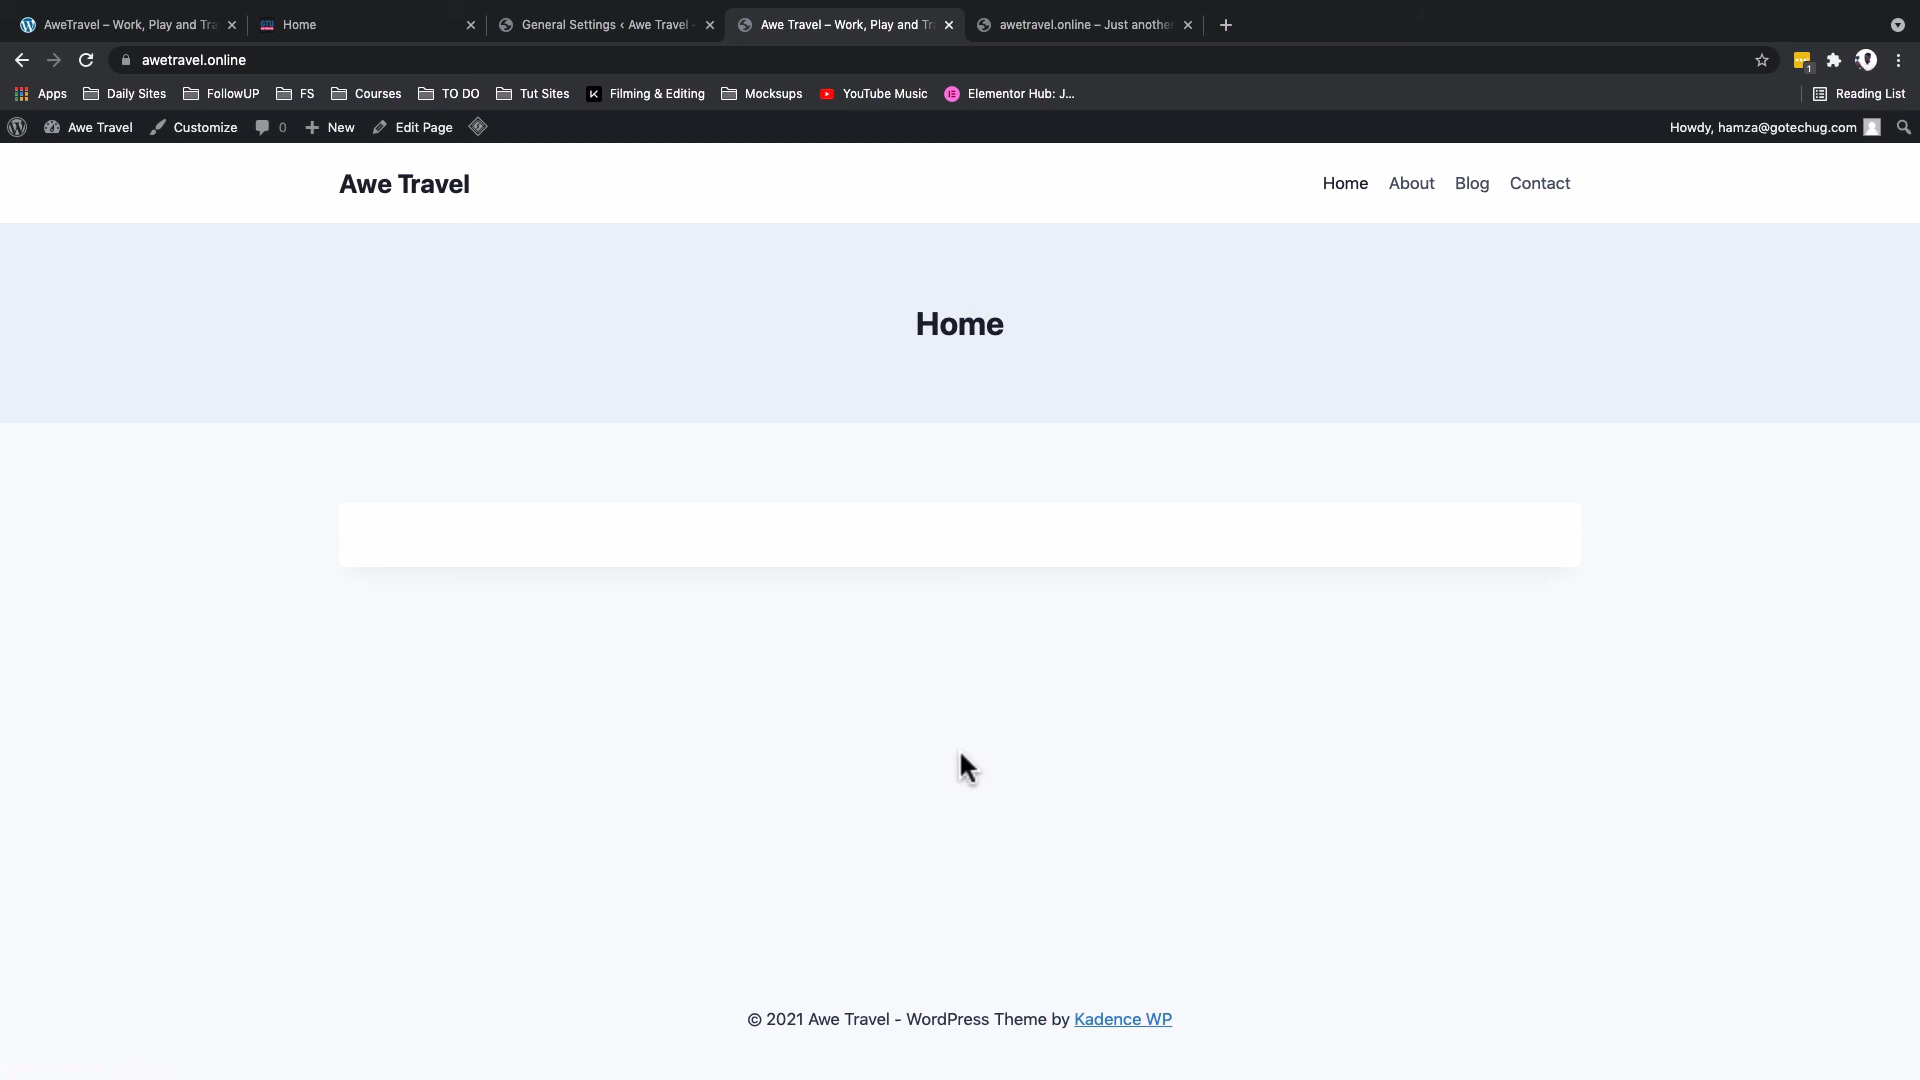 AweTravel – Work, Play and Tra
Home
General Settings ‹ Awe Travel -
Awe Travel – Work, Play and Tr
awetravel.online – Just another
awetravel.online
1
Apps
Daily Sites
FollowUP
FS
Courses
TO DO
Tut Sites
Filming & Editing
Mocksups
YouTube Music
Elementor Hub: J...
Reading List
Awe Travel
Customize
0
New
Edit Page
Howdy, hamza@gotechug.com
Awe Travel
Home
About
Blog
Contact
Home
© 2021 Awe Travel - WordPress Theme by Kadence WP